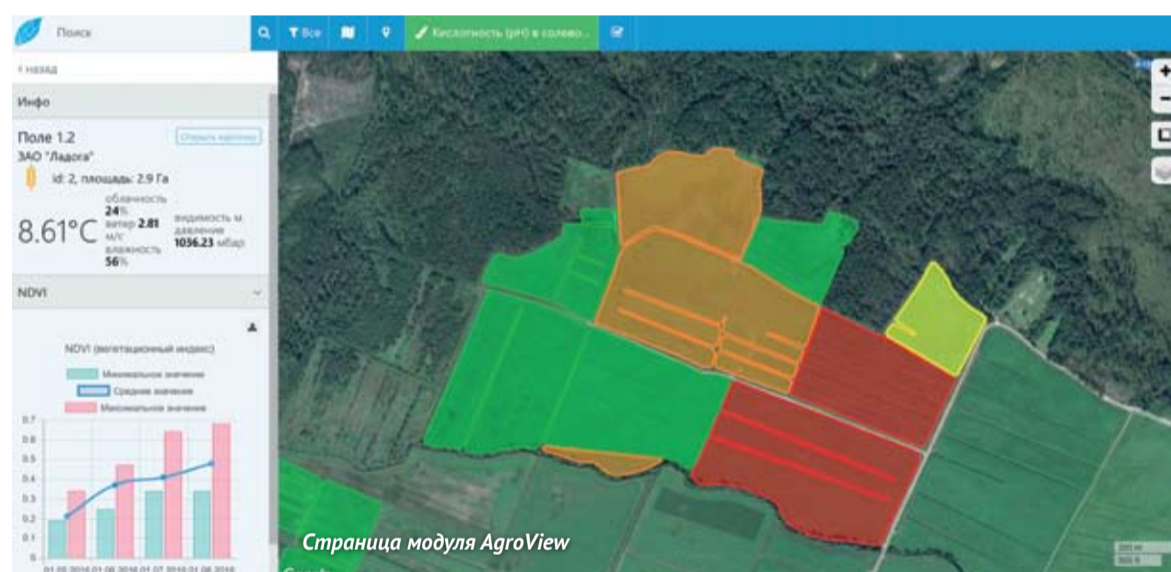 Поиск
Все
Кислотность (pH) в солево...
назад
Инфо
Поле 1.2
Открыть карточку
ЗАО "Ладога"
id: 2, площадь: 2.9 Га
8.61°C
облачность
24%
ветер 2.81
м/с
влажность
56%
видимость м
давление
1036.23 мбар
NDVI
NDVI (вегетационный индекс)
Минимальное значение
Среднее значение
Максимальное значение
0.7
0.6
0.5
0.4
0.3
0.2
0.1
0
Страница модуля AgroView